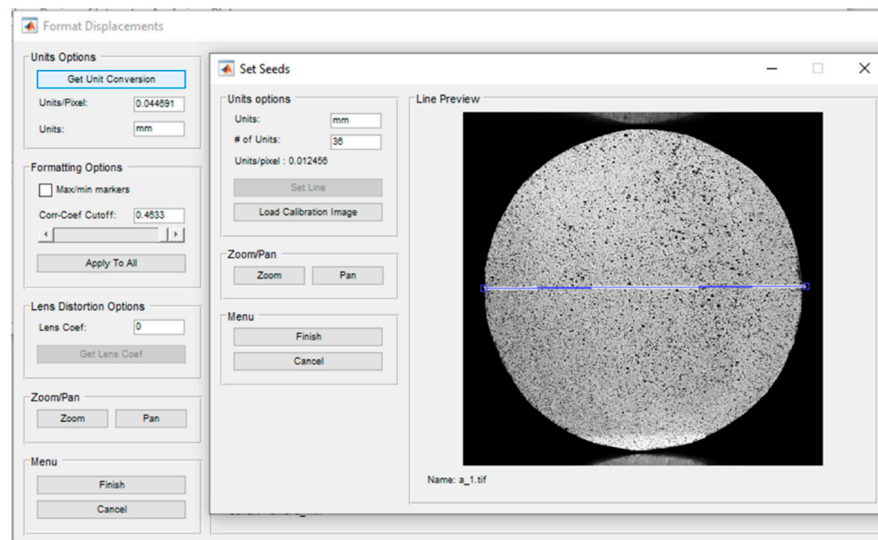 Format Displacements
Units Options
Get Unit Conversion
Units/Pixel: 0.044691
Units: mm
Formatting Options
Max/min markers
Corr-Coef Cutoff: 0.4633
Apply To All
Lens Distortion Options
Lens Coef: 0
Get Lens Coef
Zoom/Pan
Zoom Pan
Menu
Finish
Cancel
Set Seeds
Units options
Units: mm
# of Units: 36
Units/pixel : 0.012456
Set Line
Load Calibration Image
Zoom/Pan
Zoom Pan
Menu
Finish
Cancel
Line Preview
Name: a_1.tif